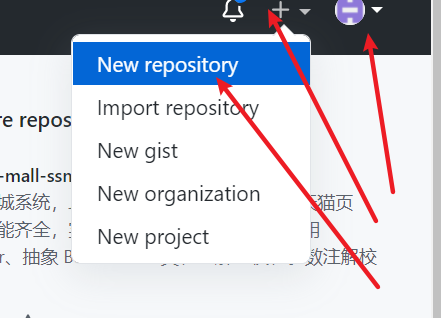 New repository
Import repository
re repos
New gist
-mall-ssm
New organization
城系统，
猫页
能齐全，
用
New project
、抽象 B
数注解校